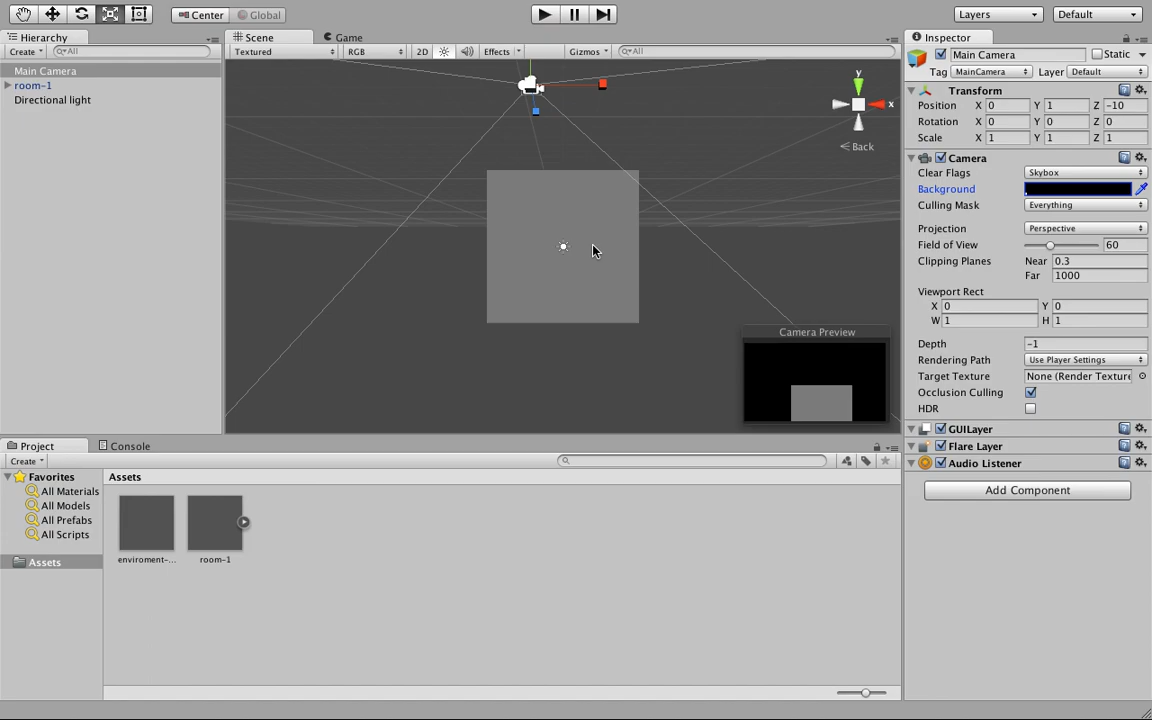 Center
Global
Layers
Default
Hierarchy
Create
All
Main Camera
room-1
Directional light
Scene
Game
Textured
RGB
2D
Effects
Gizmos
All
y
x
Back
Camera Preview
Inspector
Main Camera
Static
Tag MainCamera Layer Default
Transform
Position X 0 Y 1 Z -10
Rotation X 0 Y 0 Z 0
Scale X 1 Y 1 Z 1
Camera
Clear Flags Skybox
Background
Culling Mask Everything
Projection Perspective
Field of View 60
Clipping Planes Near 0.3
Far 1000
Viewport Rect
X 0 Y 0
W 1 H 1
Depth -1
Rendering Path Use Player Settings
Target Texture None (Render Texture
Occlusion Culling
HDR
GUILayer
Flare Layer
Audio Listener
Add Component
Project
Console
Create
Favorites
All Materials
All Models
All Prefabs
All Scripts
Assets
Assets
enviroment-...
room-1